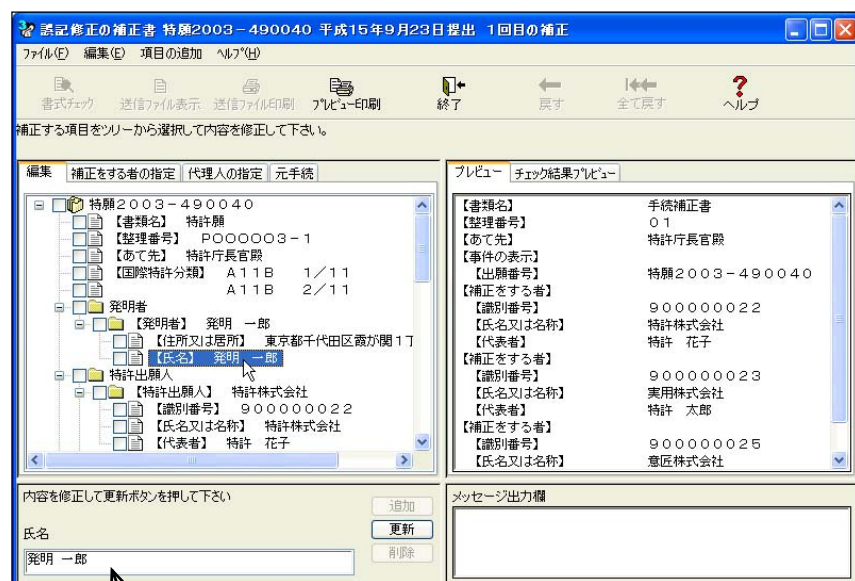 誤記修正の補正書 特願2003-490040 平成15年9月23日提出 1回目の補正
ファイル(F) 編集(E) 項目の追加 ヘルプ(H)
書式チェック 送信ファイル表示 送信ファイル印刷 プレビュー印刷 終了 戻す 全て戻す ヘルプ
補正する項目をツリーから選択して内容を修正して下さい。
編集 補正をする者の指定 代理人の指定 元手続
特願2003-490040
【書類名】 特許願
【整理番号】 P000003-1
【あて先】 特許庁長官殿
【国際特許分類】 A11B 1/11
A11B 2/11
発明者
【発明者】 発明 一郎
【住所又は居所】 東京都千代田区霞が関1丁
【氏名】 発明 一郎
特許出願人
【特許出願人】 特許株式会社
【識別番号】 900000022
【氏名又は名称】 特許株式会社
【代表者】 特許 花子
プレビュー チェック結果プレビュー
【書類名】 手続補正書
【整理番号】 01
【あて先】 特許庁長官殿
【事件の表示】
【出願番号】 特願2003-490040
【補正をする者】
【識別番号】 900000022
【氏名又は名称】 特許株式会社
【代表者】 特許 花子
【補正をする者】
【識別番号】 900000023
【氏名又は名称】 実用株式会社
【代表者】 特許 太郎
【補正をする者】
【識別番号】 900000025
【氏名又は名称】 意匠株式会社
内容を修正して更新ボタンを押して下さい
追加
更新
削除
氏名
発明 一郎
メッセージ出力欄